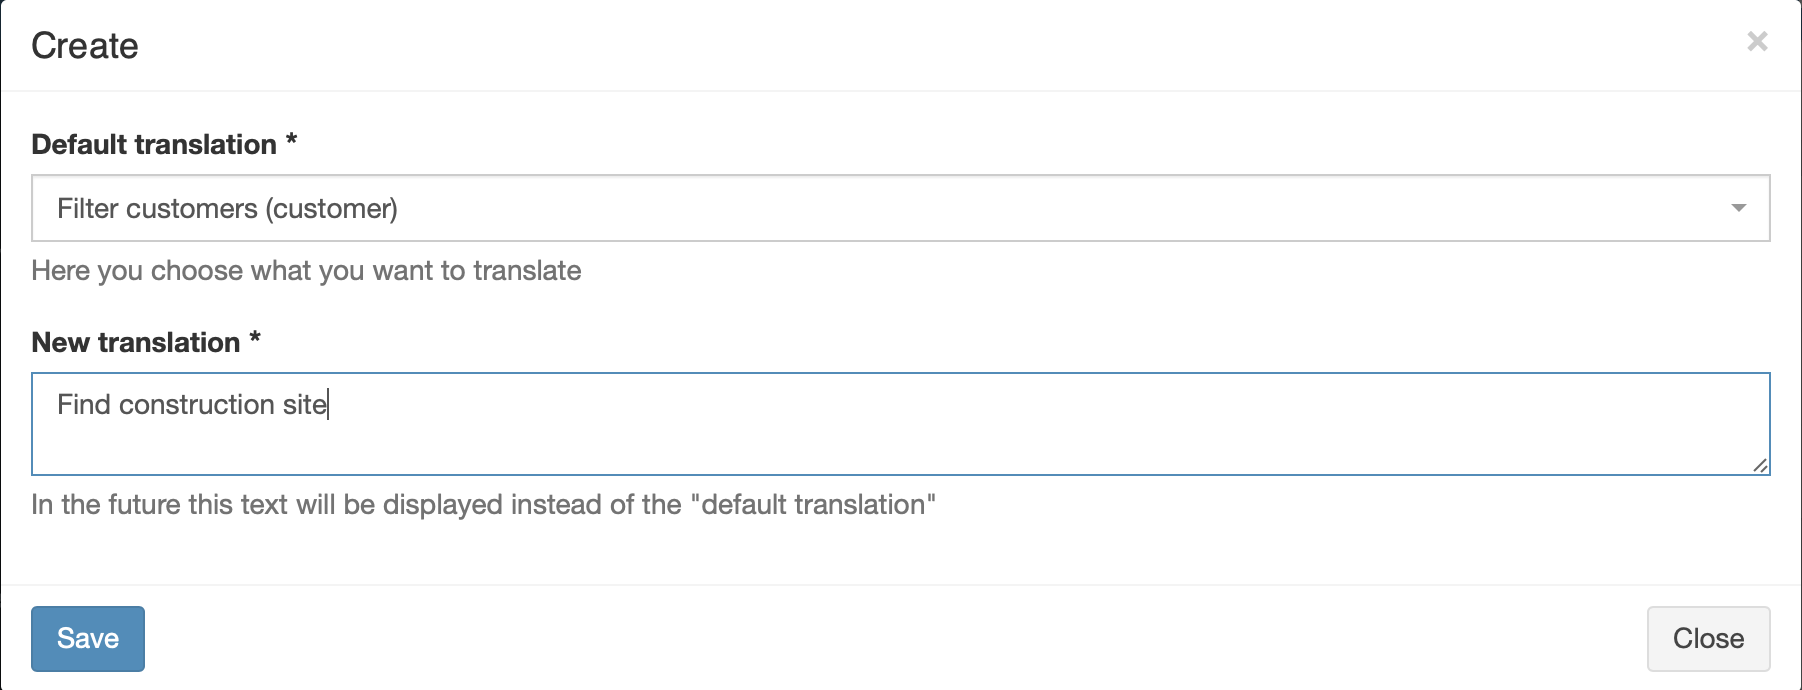 Create
×
Default translation *
Filter customers (customer)
Here you choose what you want to translate
New translation *
Find construction site
In the future this text will be displayed instead of the "default translation"
Save
Close